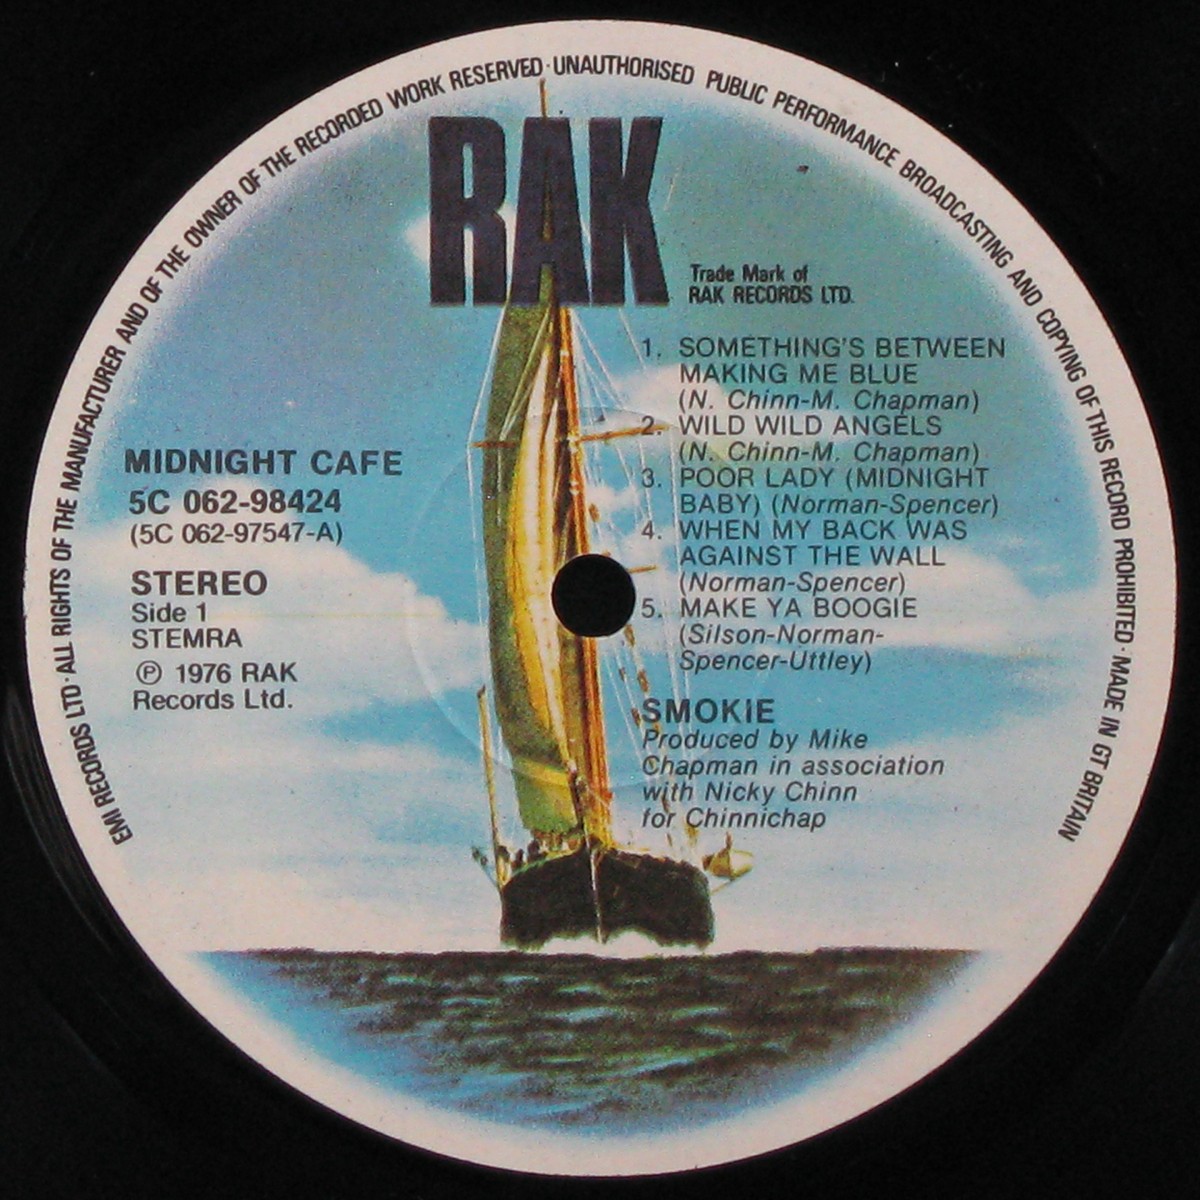 EMI RECORDS LTD · ALL RIGHTS OF THE MANUFACTURER AND OF THE OWNER OF THE RECORDED WORK RESERVED · UNAUTHORISED PUBLIC PERFORMANCE BROADCASTING AND COPYING OF THIS RECORD PROHIBITED · MADE IN GT BRITAIN
RAK
Trade Mark of
RAK RECORDS LTD.
MIDNIGHT CAFE
5C 062-98424
(5C 062-97547-A)
STEREO
Side 1
STEMRA
℗ 1976 RAK
Records Ltd.
1. SOMETHING'S BETWEEN
MAKING ME BLUE
(N. Chinn-M. Chapman)
2. WILD WILD ANGELS
(N. Chinn-M. Chapman)
3. POOR LADY (MIDNIGHT
BABY) (Norman-Spencer)
4. WHEN MY BACK WAS
AGAINST THE WALL
(Norman-Spencer)
5. MAKE YA BOOGIE
(Silson-Norman-
Spencer-Uttley)
SMOKIE
Produced by Mike
Chapman in association
with Nicky Chinn
for Chinnichap